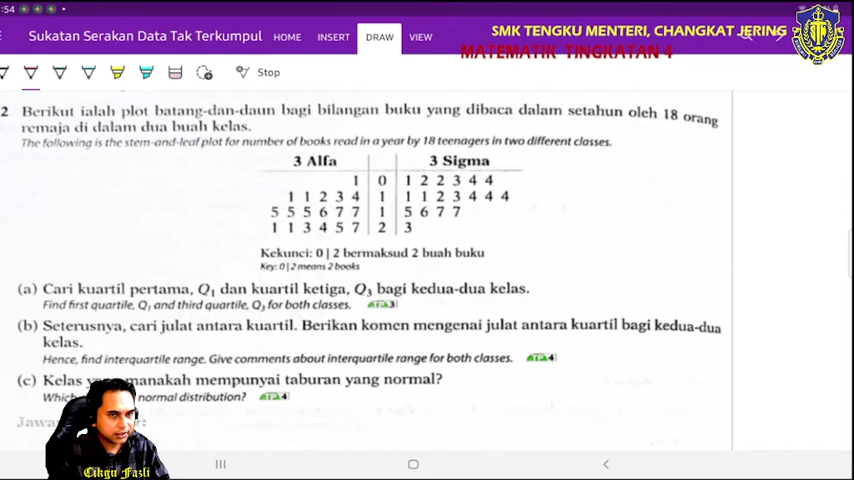 :54
Sukatan Serakan Data Tak Terkumpul HOME INSERT DRAW VIEW
SMK TENGKU MENTERI, CHANGKAT JERING
MATEMATIK TINGKATAN 4
Stop
2 Berikut ialah plot batang-dan-daun bagi bilangan buku yang dibaca dalam setahun oleh 18 orang
remaja di dalam dua buah kelas.
The following is the stem-and-leaf plot for number of books read in a year by 18 teenagers in two different classes.
3 Alfa 3 Sigma
1 0 1 2 2 3 4 4
1 1 2 3 4 1 1 1 2 3 4 4 4
5 5 5 6 7 7 1 5 6 7 7
1 1 3 4 5 7 2 3
Kekunci: 0 | 2 bermaksud 2 buah buku
Key: 0 | 2 means 2 books
(a) Cari kuartil pertama, Q1 dan kuartil ketiga, Q3 bagi kedua-dua kelas.
Find first quartile, Q1 and third quartile, Q3 for both classes. TP3
(b) Seterusnya, cari julat antara kuartil. Berikan komen mengenai julat antara kuartil bagi kedua-dua
kelas.
Hence, find interquartile range. Give comments about interquartile range for both classes. TP4
(c) Kelas manakah mempunyai taburan yang normal?
Which normal distribution? TP4
Cikgu Fazli